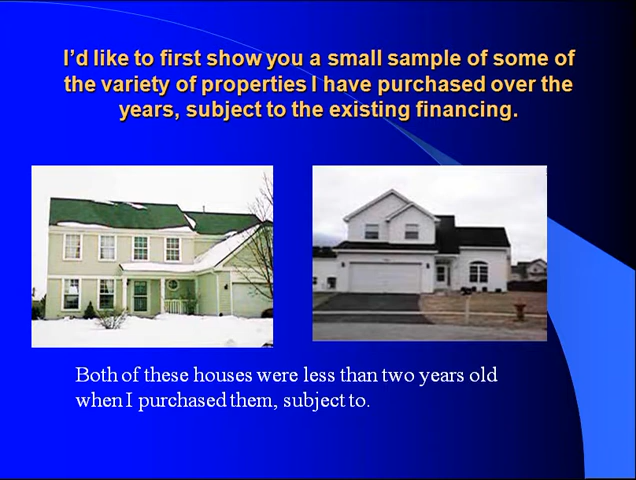 I’d like to first show you a small sample of some of
the variety of properties I have purchased over the
years, subject to the existing financing.
Both of these houses were less than two years old
when I purchased them, subject to.